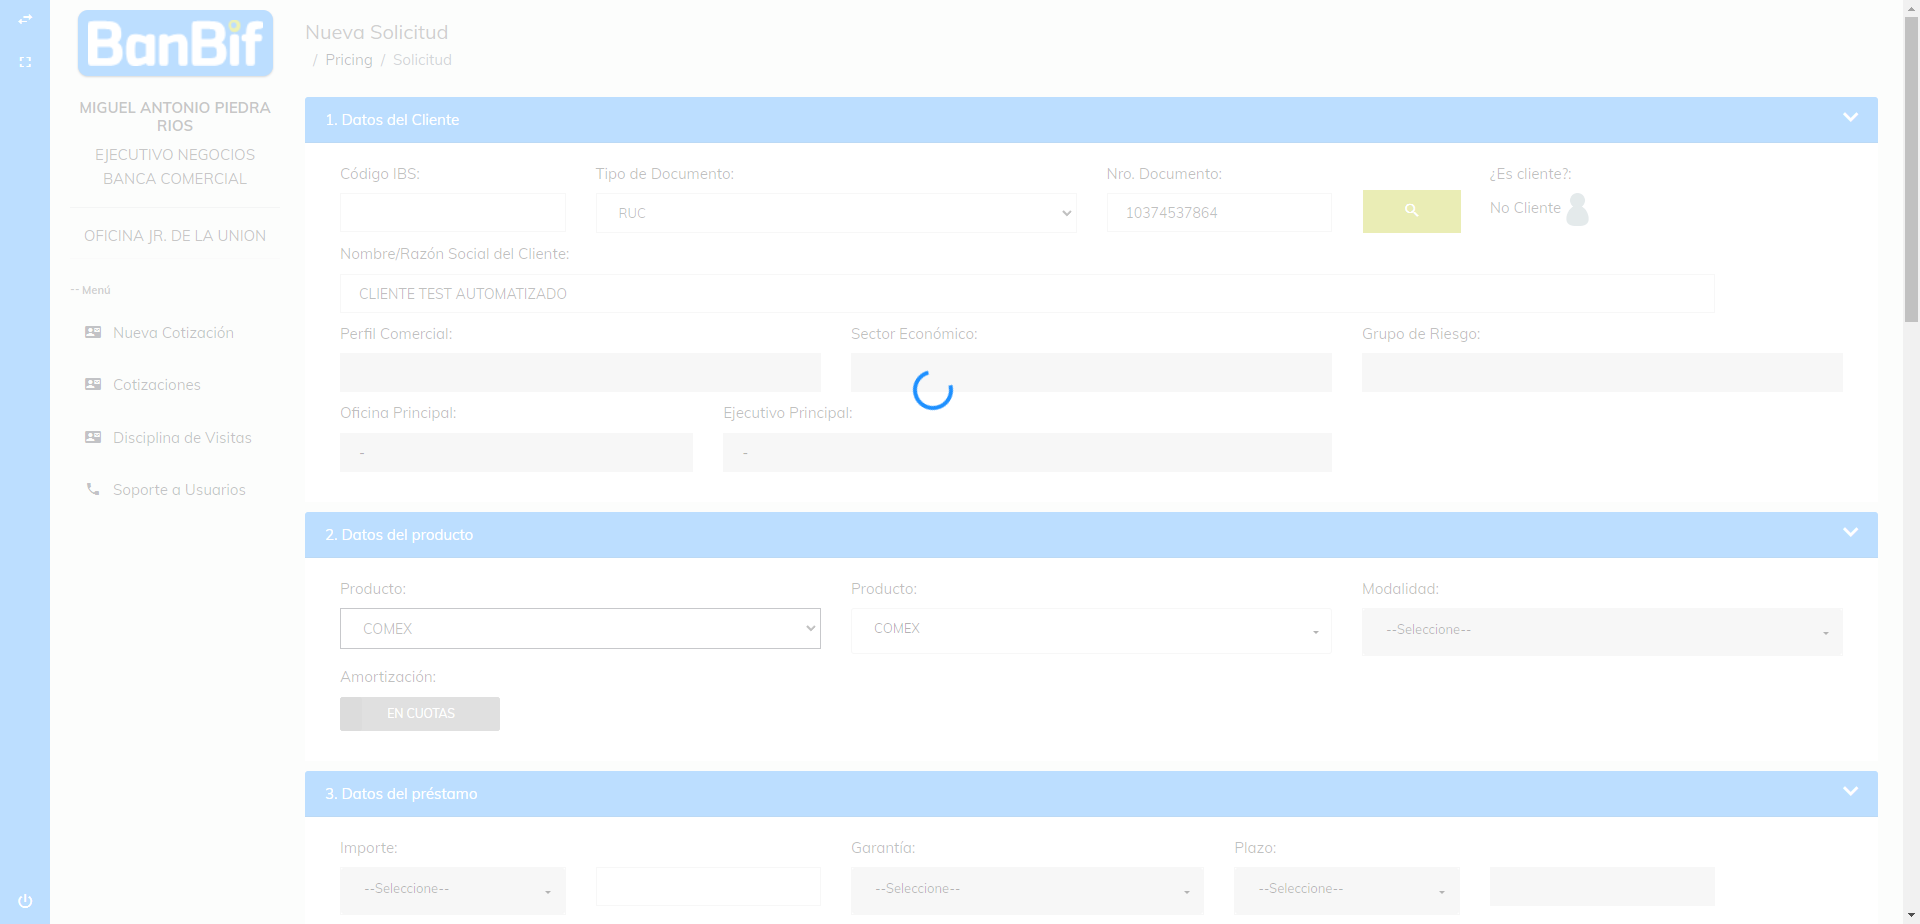 BanBif
MIGUEL ANTONIO PIEDRA
RIOS
EJECUTIVO NEGOCIOS
BANCA COMERCIAL
OFICINA JR. DE LA UNION
-- Menú
Nueva Cotización
Cotizaciones
Disciplina de Visitas
Soporte a Usuarios
Nueva Solicitud
/ Pricing / Solicitud
1. Datos del Cliente
Código IBS: Tipo de Documento: Nro. Documento: ¿Es cliente?:
RUC 10374537864 No Cliente
Nombre/Razón Social del Cliente:
CLIENTE TEST AUTOMATIZADO
Perfil Comercial: Sector Económico: Grupo de Riesgo:
Oficina Principal: Ejecutivo Principal:
- -
2. Datos del producto
Producto: Producto: Modalidad:
COMEX COMEX --Seleccione--
Amortización:
EN CUOTAS
3. Datos del préstamo
Importe: Garantía: Plazo:
--Seleccione-- --Seleccione-- --Seleccione--